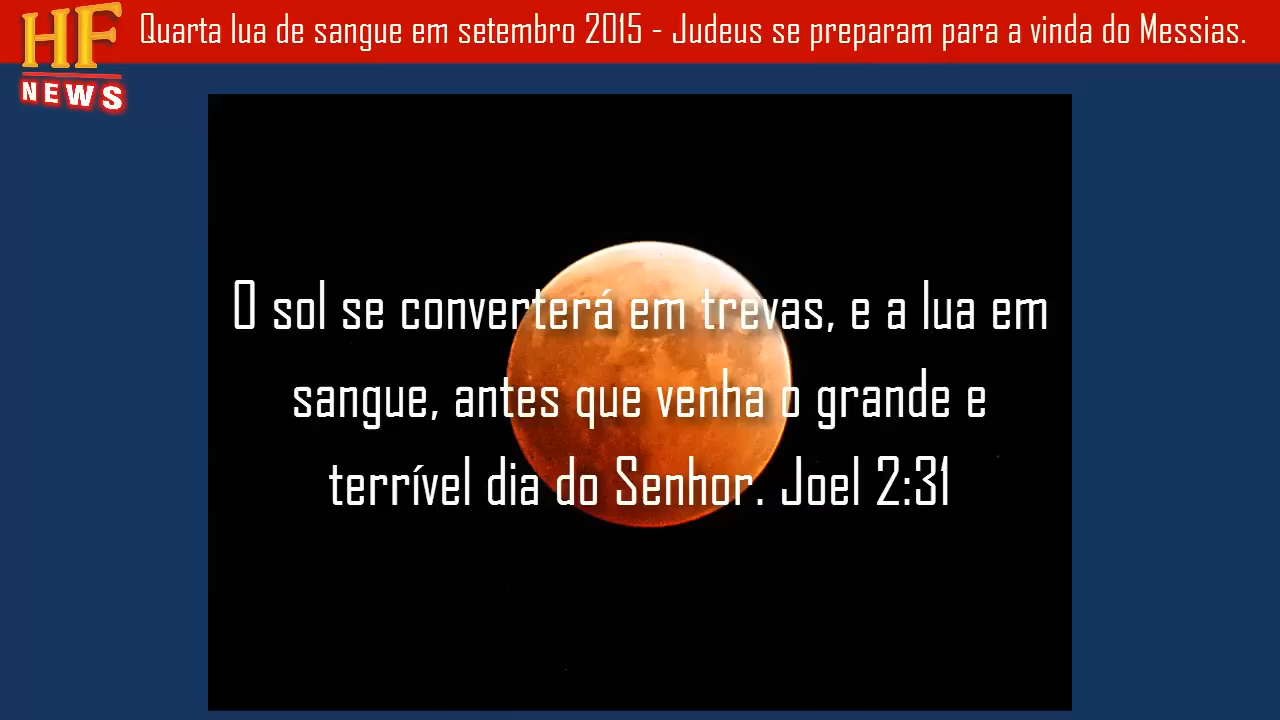 HF
NEWS
Quarta lua de sangue em setembro 2015 - Judeus se preparam para a vinda do Messias.
O sol se converterá em trevas, e a lua em
sangue, antes que venha o grande e
terrível dia do Senhor. Joel 2:31